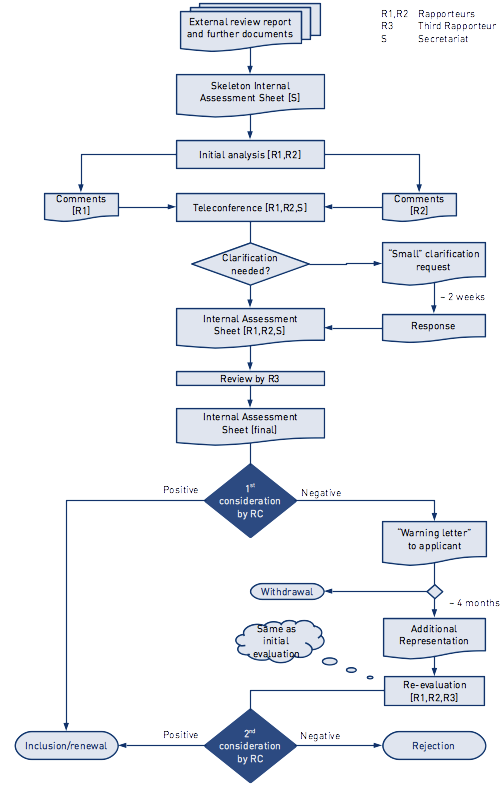 External review report
and further documents
R1,R2 Rapporteurs
R3 Third Rapporteur
S Secretariat
Skeleton Internal
Assessment Sheet [S]
Initial analysis [R1,R2]
Comments
[R1]
Teleconference [R1,R2,S]
Comments
[R2]
Clarification
needed?
"Small" clarification
request
~ 2 weeks
Internal Assessment
Sheet [R1,R2,S]
Response
Review by R3
Internal Assessment
Sheet [final]
Positive
1st
consideration
by RC
Negative
"Warning letter"
to applicant
Withdrawal
~ 4 months
Same as
initial
evaluation
Additional
Representation
Re-evaluation
[R1,R2,R3]
Inclusion/renewal
Positive
2nd
consideration
by RC
Negative
Rejection